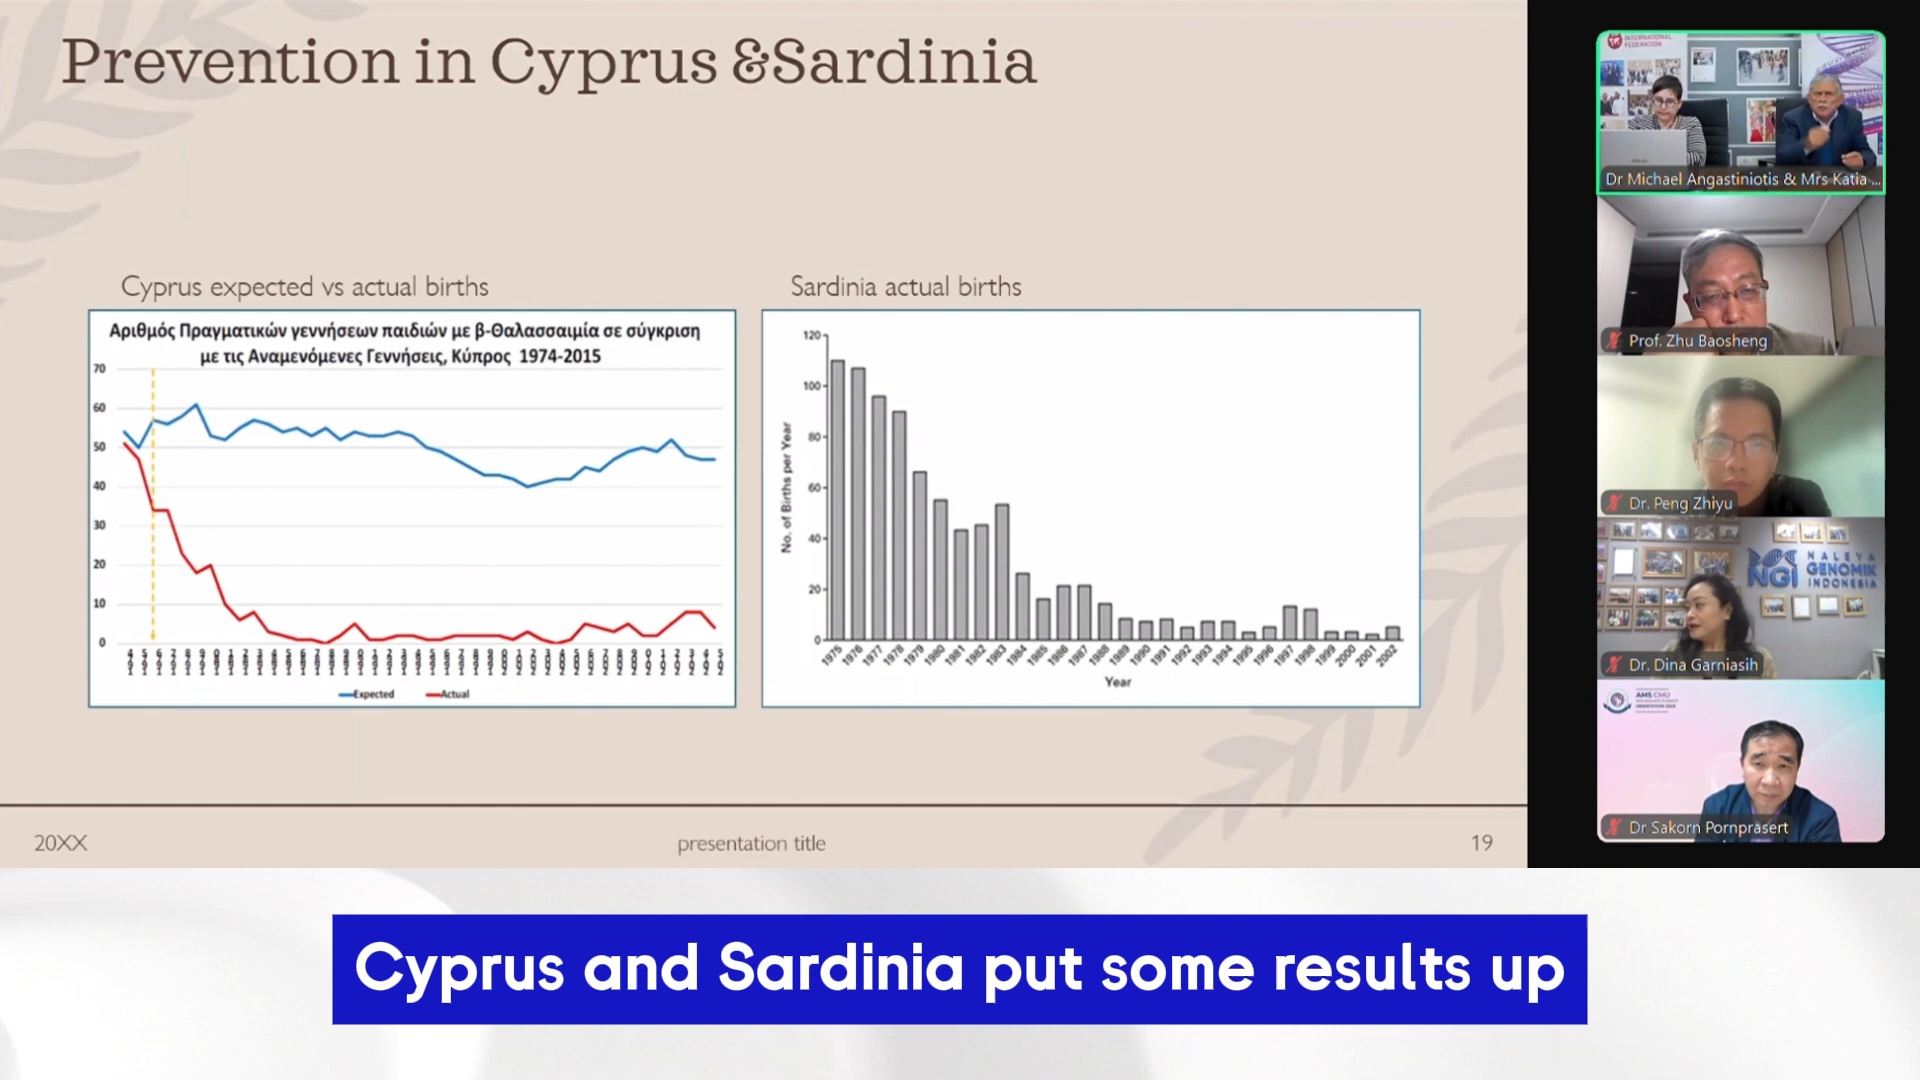 Prevention in Cyprus &Sardinia
Cyprus expected vs actual births
Αριθμός Πραγματικών γεννήσεων παιδιών με β-Θαλασσαιμία σε σύγκριση
με τις Αναμενόμενες Γεννήσεις, Κύπρος 1974-2015
70
60
50
40
30
20
10
0
Expected Actual
Sardinia actual births
No. of Births per Year
120
100
80
60
40
20
0
1975 1976 1977 1978 1979 1980 1981 1982 1983 1984 1985 1986 1987 1988 1989 1990 1991 1992 1993 1994 1995 1996 1997 1998 1999 2000 2001 2002
Year
20XX
presentation title
19
INTERNATIONAL
FEDERATION
Dr Michael Angastiniotis & Mrs Katia ...
Prof. Zhu Baosheng
Dr. Peng Zhiyu
NGI
NALEYA
GENOMIK
INDONESIA
Dr. Dina Garniasih
AMS CMU
Dr Sakorn Pornprasert
Cyprus and Sardinia put some results up